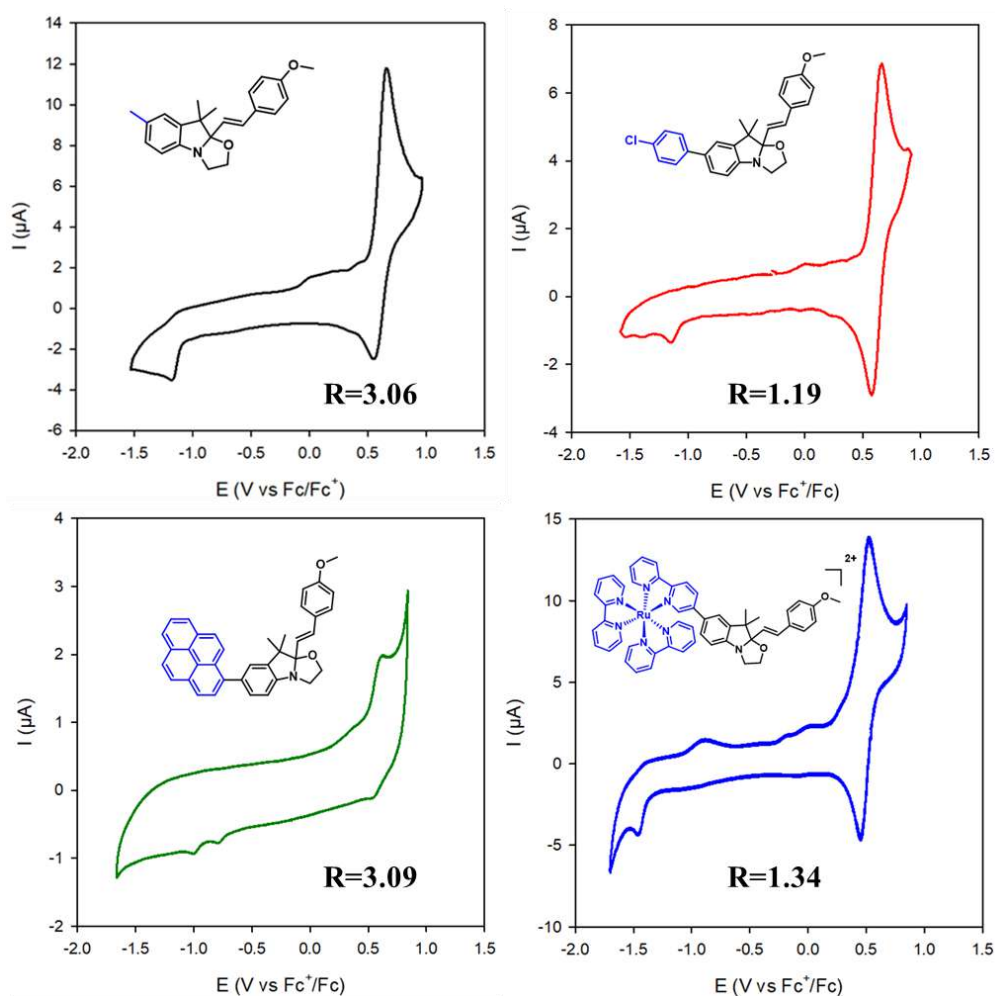 14
12
10
8
6
4
2
0
-2
-4
-6
I (µA)
O
N
O
R=3.06
-2.0 -1.5 -1.0 -0.5 0.0 0.5 1.0 1.5
E (V vs Fc/Fc+)
8
6
4
2
0
-2
-4
I (µA)
O
Cl
N
O
R=1.19
-2.0 -1.5 -1.0 -0.5 0.0 0.5 1.0 1.5
E (V vs Fc+/Fc)
4
3
2
1
0
-1
-2
I (µA)
O
O
N
R=3.09
-2.0 -1.5 -1.0 -0.5 0.0 0.5 1.0 1.5
E (V vs Fc+/Fc)
15
10
5
0
-5
-10
I (µA)
2+
N
N
N
Ru
N
N
N
O
N
O
R=1.34
-2.0 -1.5 -1.0 -0.5 0.0 0.5 1.0 1.5
E (V vs Fc+/Fc)